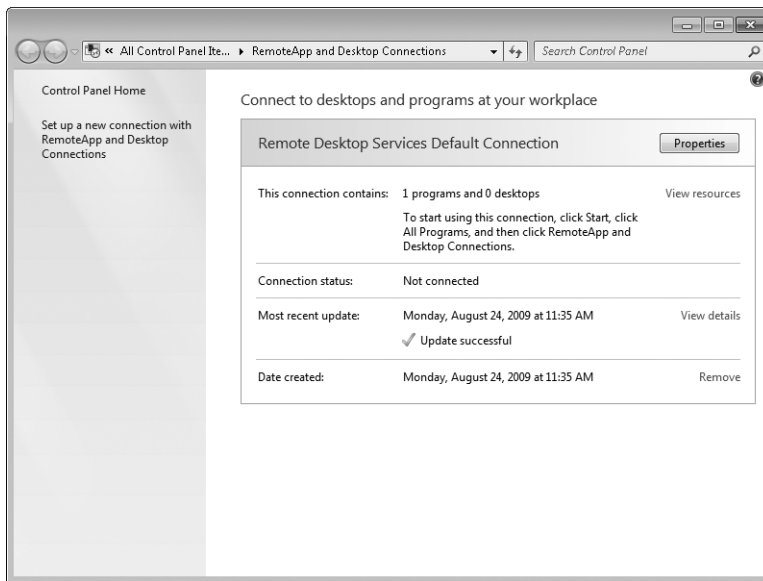 « All Control Panel Ite... ▸ RemoteApp and Desktop Connections
Search Control Panel
Control Panel Home
Set up a new connection with
RemoteApp and Desktop
Connections
Connect to desktops and programs at your workplace
Remote Desktop Services Default Connection
Properties
This connection contains: 1 programs and 0 desktops View resources
To start using this connection, click Start, click
All Programs, and then click RemoteApp and
Desktop Connections.
Connection status: Not connected
Most recent update: Monday, August 24, 2009 at 11:35 AM View details
Update successful
Date created: Monday, August 24, 2009 at 11:35 AM Remove